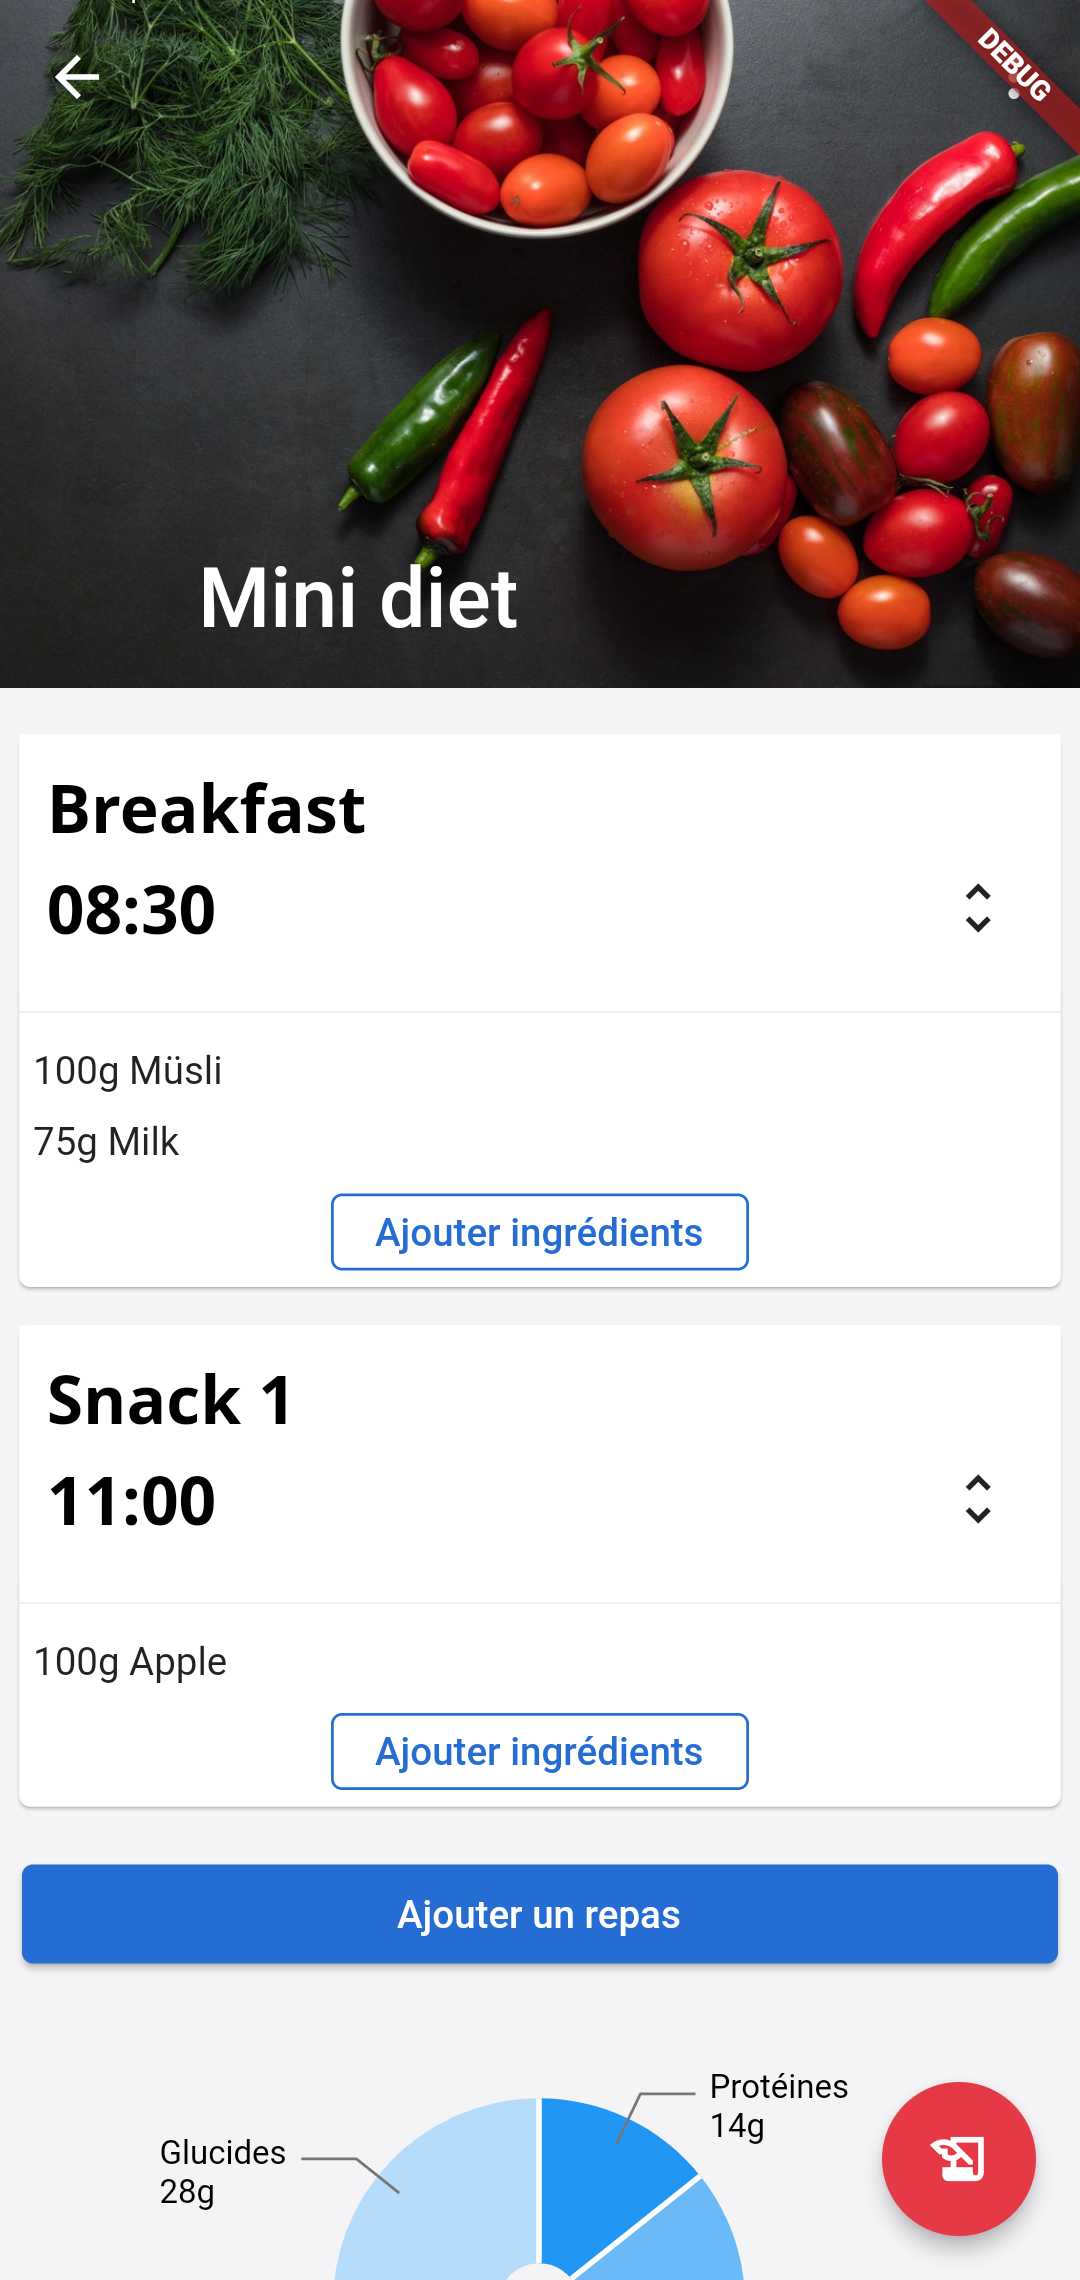 DEBUG
Mini diet
Breakfast
08:30
100g Müsli
75g Milk
Ajouter ingrédients
Snack 1
11:00
100g Apple
Ajouter ingrédients
Ajouter un repas
Protéines
14g
Glucides
28g